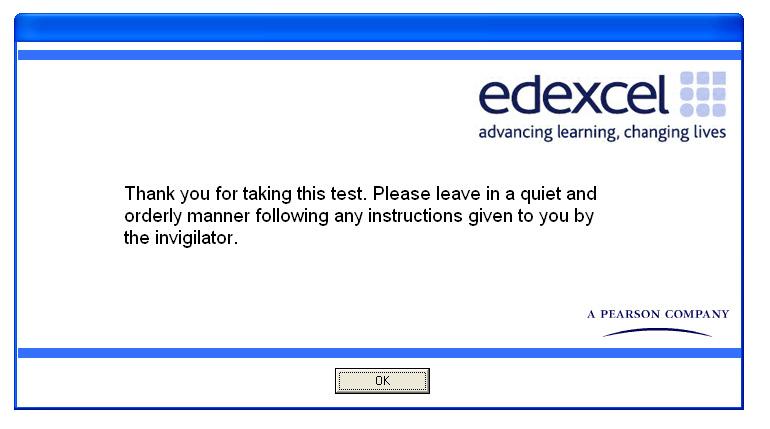 edexcel
advancing learning, changing lives
Thank you for taking this test. Please leave in a quiet and
orderly manner following any instructions given to you by
the invigilator.
A PEARSON COMPANY
OK